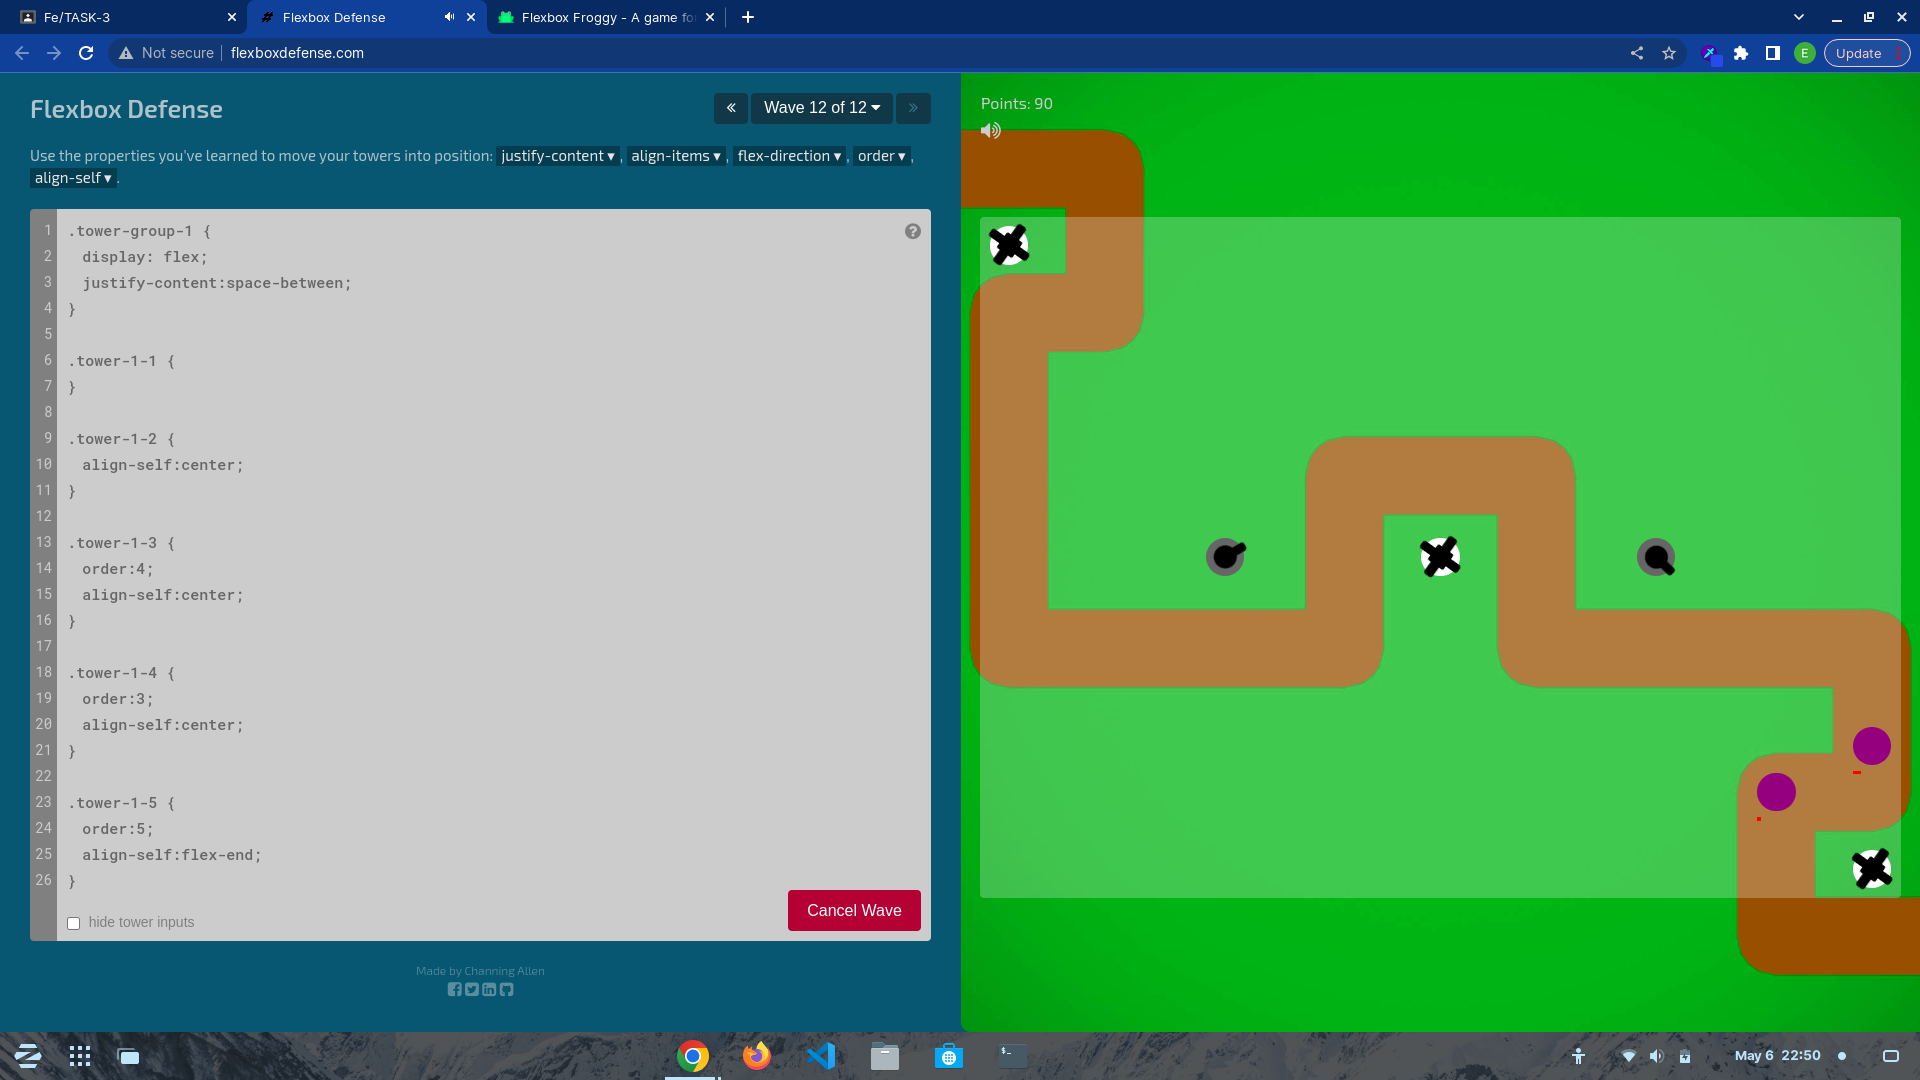 Fe/TASK-3
Flexbox Defense
Flexbox Froggy - A game fo
Not secure
flexboxdefense.com
E
Update
Flexbox Defense
« Wave 12 of 12 ▾ »
Use the properties you've learned to move your towers into position: justify-content ▾, align-items ▾, flex-direction ▾, order ▾,
align-self ▾.
1 .tower-group-1 {
2 display: flex;
3 justify-content:space-between;
4 }
5
6 .tower-1-1 {
7 }
8
9 .tower-1-2 {
10 align-self:center;
11 }
12
13 .tower-1-3 {
14 order:4;
15 align-self:center;
16 }
17
18 .tower-1-4 {
19 order:3;
20 align-self:center;
21 }
22
23 .tower-1-5 {
24 order:5;
25 align-self:flex-end;
26 }
?
hide tower inputs
Cancel Wave
Made by Channing Allen
Points: 90
May 6 22:50